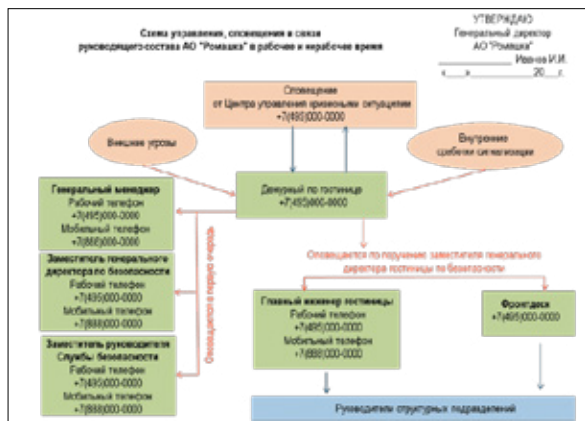 УТВЕРЖДАЮ
Генеральный директор
АО "Ромашка"
Иванов И.И.
«___»____________20__г.
Схема управления, оповещения и связи
руководящего состава АО "Ромашка" в рабочее и нерабочее время
Оповещение
от Центра управления кризисными ситуациями
+7(495)000-0000
Внешние угрозы
Внутренние
сработки сигнализации
Дежурный по гостинице
+7(495)000-0000
Генеральный менеджер
Рабочий телефон
+7(495)000-0000
Мобильный телефон
+7(888)000-0000
Заместитель генерального
директора по безопасности
Рабочий телефон
+7(495)000-0000
Мобильный телефон
+7(888)000-0000
Заместитель руководителя
Службы безопасности
Рабочий телефон
+7(495)000-0000
Мобильный телефон
+7(888)000-0000
Оповещаются в первую очередь
Оповещаются по поручению заместителя генерального
директора гостиницы по безопасности
Главный инженер гостиницы
Рабочий телефон
+7(495)000-0000
Мобильный телефон
+7(888)000-0000
Фронтдеск
+7(495)000-0000
Руководители структурных подразделений